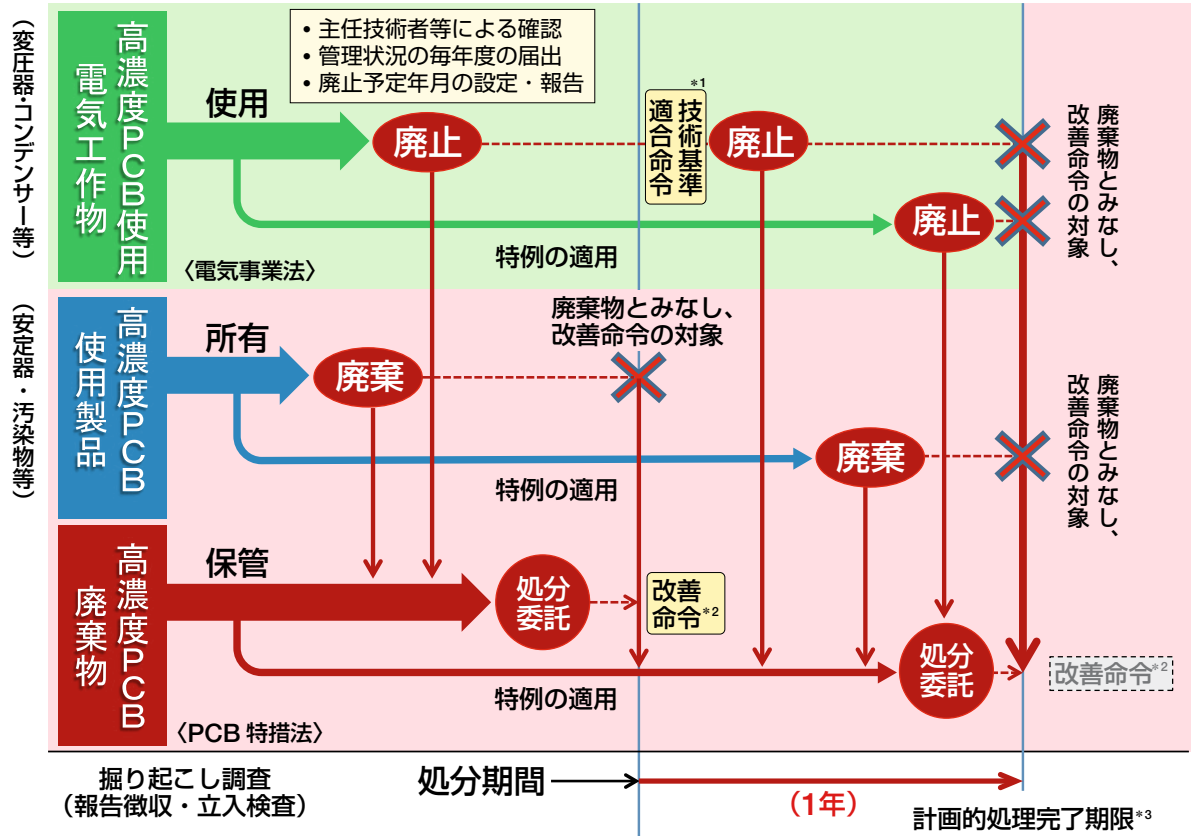 （変圧器・コンデンサー等）
高濃度PCB使用
電気工作物
• 主任技術者等による確認
• 管理状況の毎年度の届出
• 廃止予定年月の設定・報告
使用
廃止
*1
技術基準
適合命令
廃止
廃止
特例の適用
〈電気事業法〉
廃棄物とみなし、
改善命令の対象
（安定器・汚染物等）
高濃度PCB
使用製品
所有
廃棄
廃棄物とみなし、
改善命令の対象
廃棄
特例の適用
廃棄物とみなし、
改善命令の対象
高濃度PCB
廃棄物
保管
処分
委託
改善
命令*2
処分
委託
改善命令*2
特例の適用
〈PCB 特措法〉
掘り起こし調査
（報告徴収・立入検査）
処分期間
（1年）
計画的処理完了期限*3